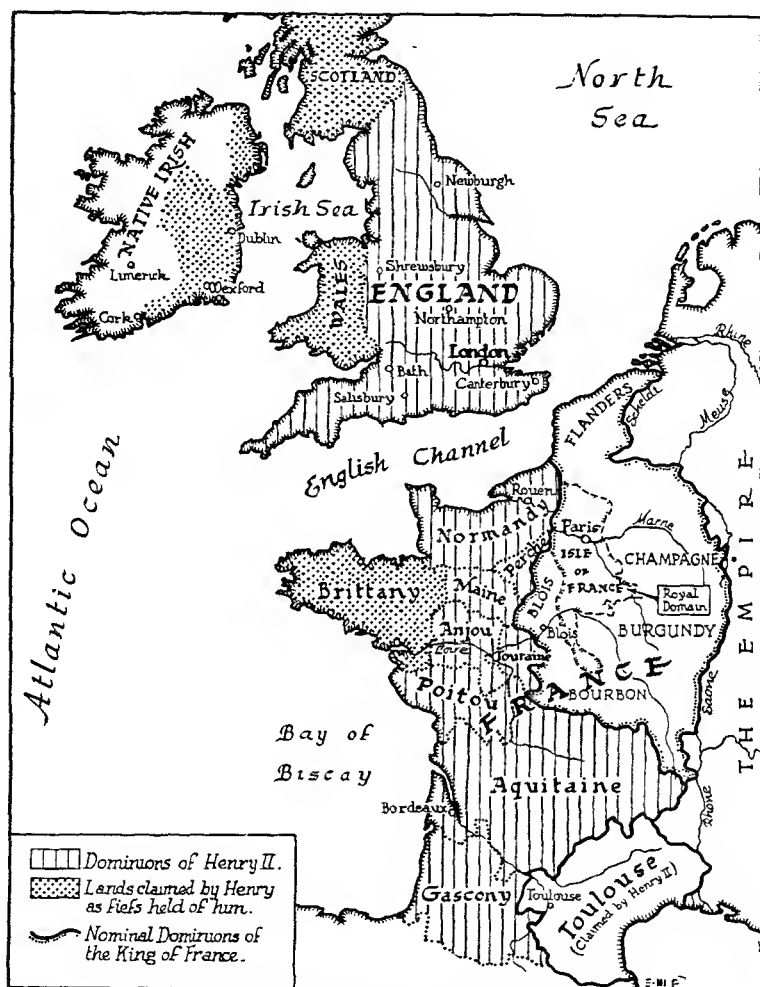 SCOTLAND
North
Sea
NATIVE IRISH
Newburgh
Irish Sea
Dublin
Limerick
Wexford
Cork
WALES
Shrewsbury
ENGLAND
Northampton
London
Bath
Canterbury
Salisbury
English Channel
Atlantic Ocean
Rhine
Meuse
FLANDERS
Scheldt
THE EMPIRE
Rouen
Normandy
Paris
Marne
Perche
ISLE
OF
FRANCE
CHAMPAGNE
Royal
Domain
Brittany
Maine
BLOIS
Anjou
Blois
BURGUNDY
Loire
Touraine
FRANCE
Poitou
BOURBON
Saone
Bay of
Biscay
Aquitaine
Bordeaux
Rhone
Gascony
Toulouse
Toulouse
(Claimed by Henry II)
Dominions of Henry II.
Lands claimed by Henry
as fiefs held of him.
Nominal Dominions of
the King of France.